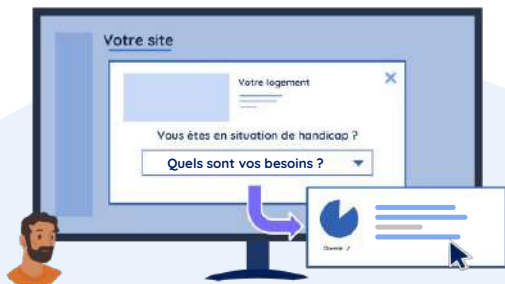 Votre site
Votre logement
Vous êtes en situation de handicap ?
Quels sont vos besoins ?